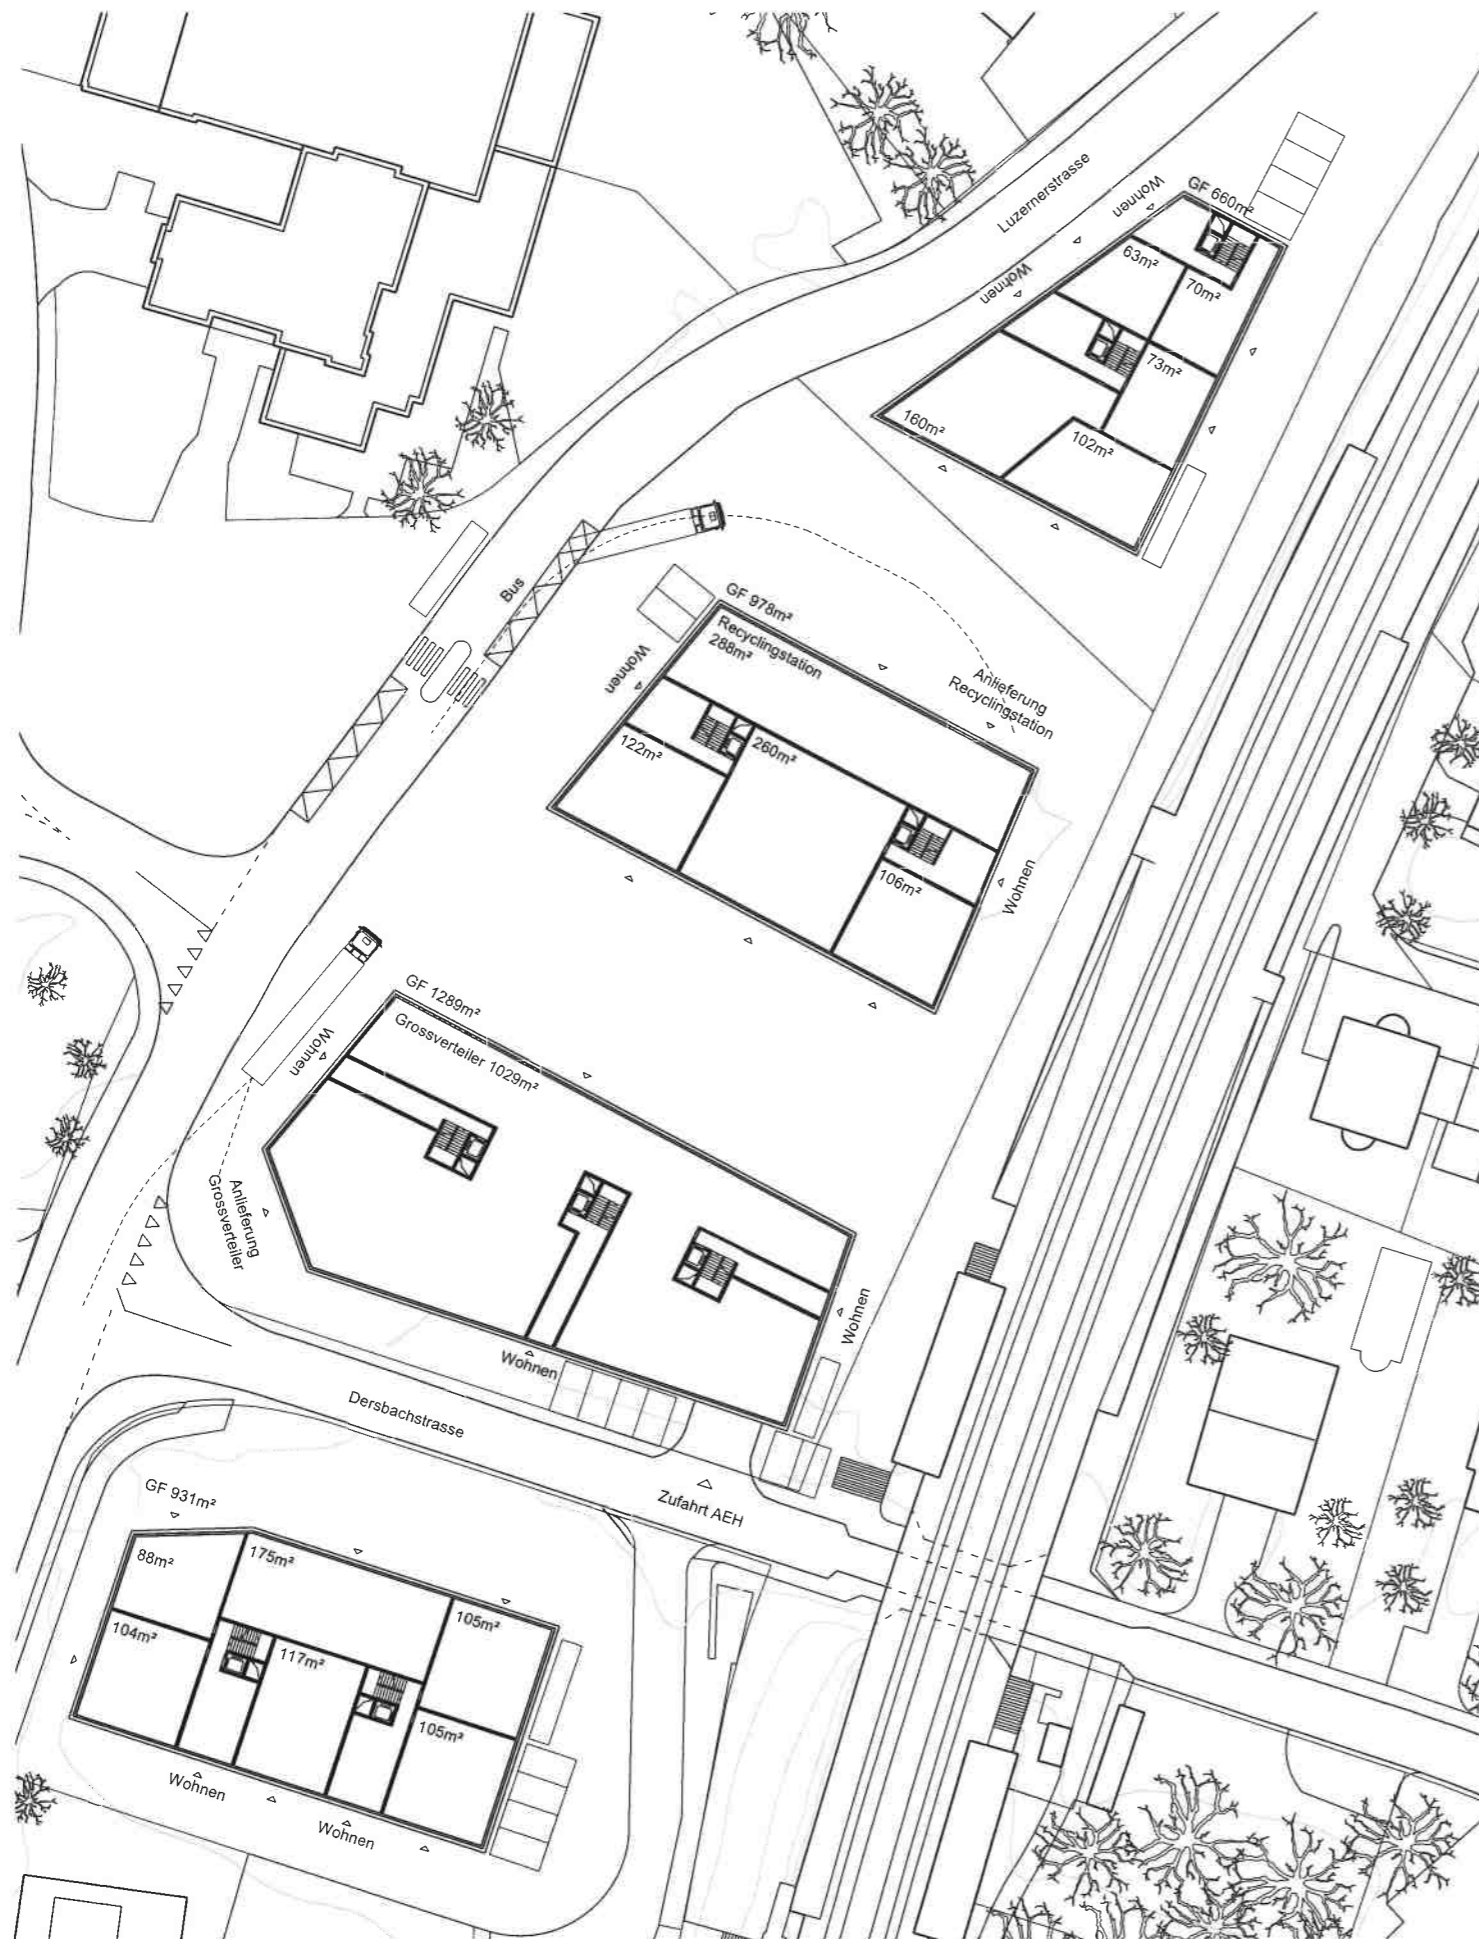 Luzernerstrasse
Wohnen
GF 660m²
63m²
70m²
Wohnen
73m²
160m²
102m²
Bus
GF 978m²
Recyclingstation
288m²
Wohnen
Anlieferung
Recyclingstation
122m²
260m²
106m²
Wohnen
GF 1289m²
Grossverteiler 1029m²
Wohnen
Anlieferung
Grossverteiler
Wohnen
Wohnen
Dersbachstrasse
Zufahrt AEH
GF 931m²
88m²
175m²
105m²
104m²
117m²
105m²
Wohnen
Wohnen